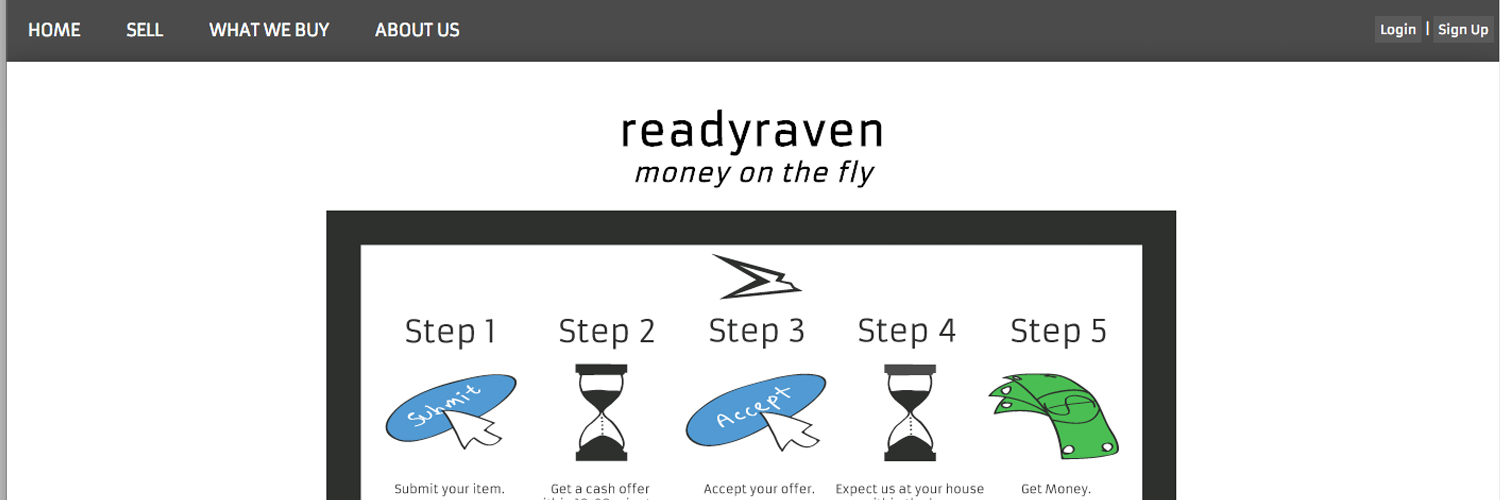 HOME SELL WHAT WE BUY ABOUT US Login | Sign Up
readyraven
money on the fly
Step 1 Step 2 Step 3 Step 4 Step 5
Submit Accept
Submit your item. Get a cash offer Accept your offer. Expect us at your house Get Money.